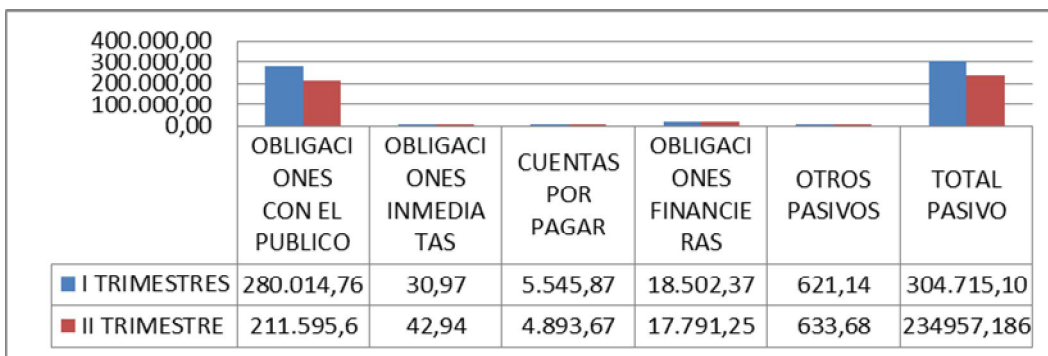 400.000,00
300.000,00
200.000,00
100.000,00
0,00
OBLIGACI
ONES
CON EL
PUBLICO
OBLIGACI
ONES
INMEDIA
TAS
CUENTAS
POR
PAGAR
OBLIGACI
ONES
FINANCIE
RAS
OTROS
PASIVOS
TOTAL
PASIVO
I TRIMESTRES 280.014,76 30,97 5.545,87 18.502,37 621,14 304.715,10
II TRIMESTRE 211.595,6 42,94 4.893,67 17.791,25 633,68 234957,186